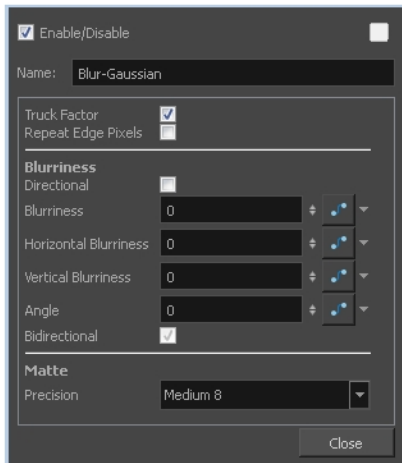 Enable/Disable
Name: Blur-Gaussian
Truck Factor
Repeat Edge Pixels
Blurriness
Directional
Blurriness 0
Horizontal Blurriness 0
Vertical Blurriness 0
Angle 0
Bidirectional
Matte
Precision Medium 8
Close